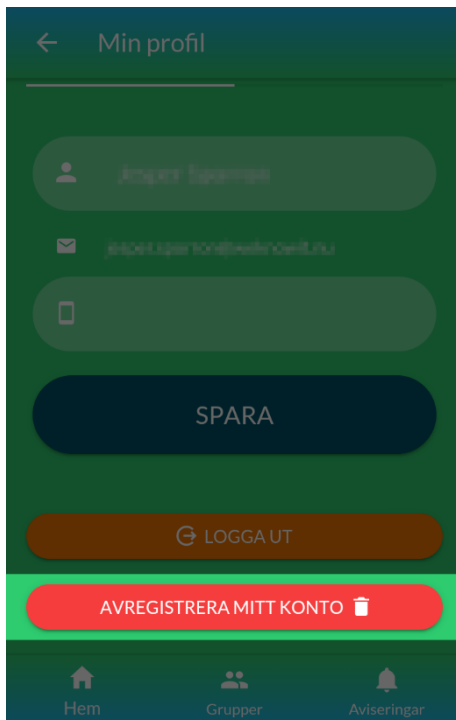 Min profil
SPARA
LOGGA UT
AVREGISTRERA MITT KONTO
Hem Grupper Aviseringar